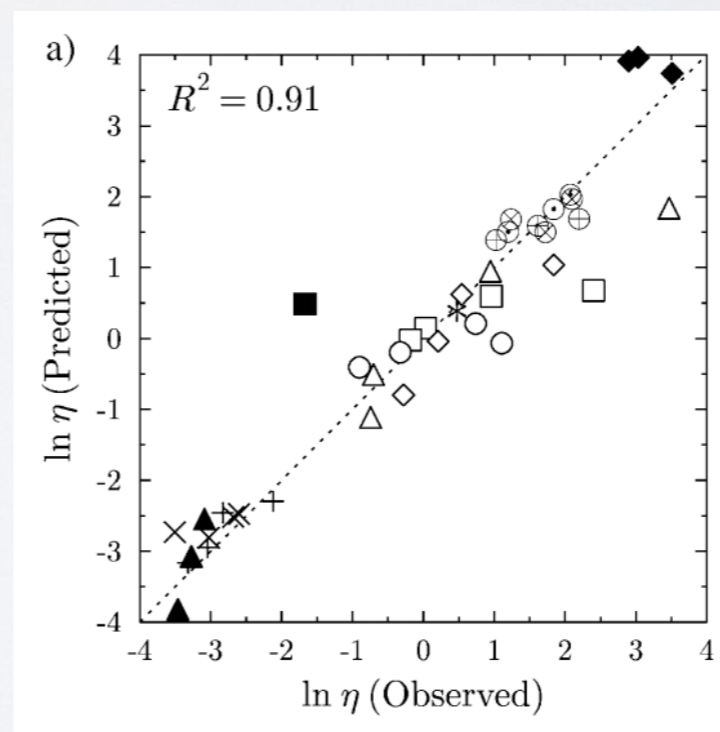 a)
R² = 0.91
ln η (Predicted)
4
3
2
1
0
-1
-2
-3
-4
-4 -3 -2 -1 0 1 2 3 4
ln η (Observed)